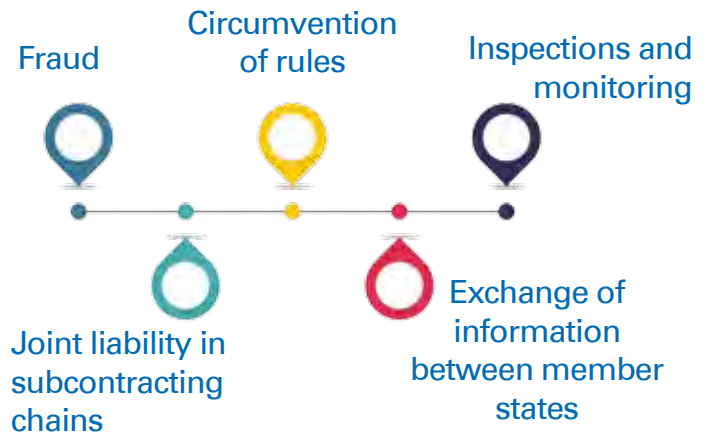 Fraud
Circumvention
of rules
Inspections and
monitoring
Joint liability in
subcontracting
chains
Exchange of
information
between member
states